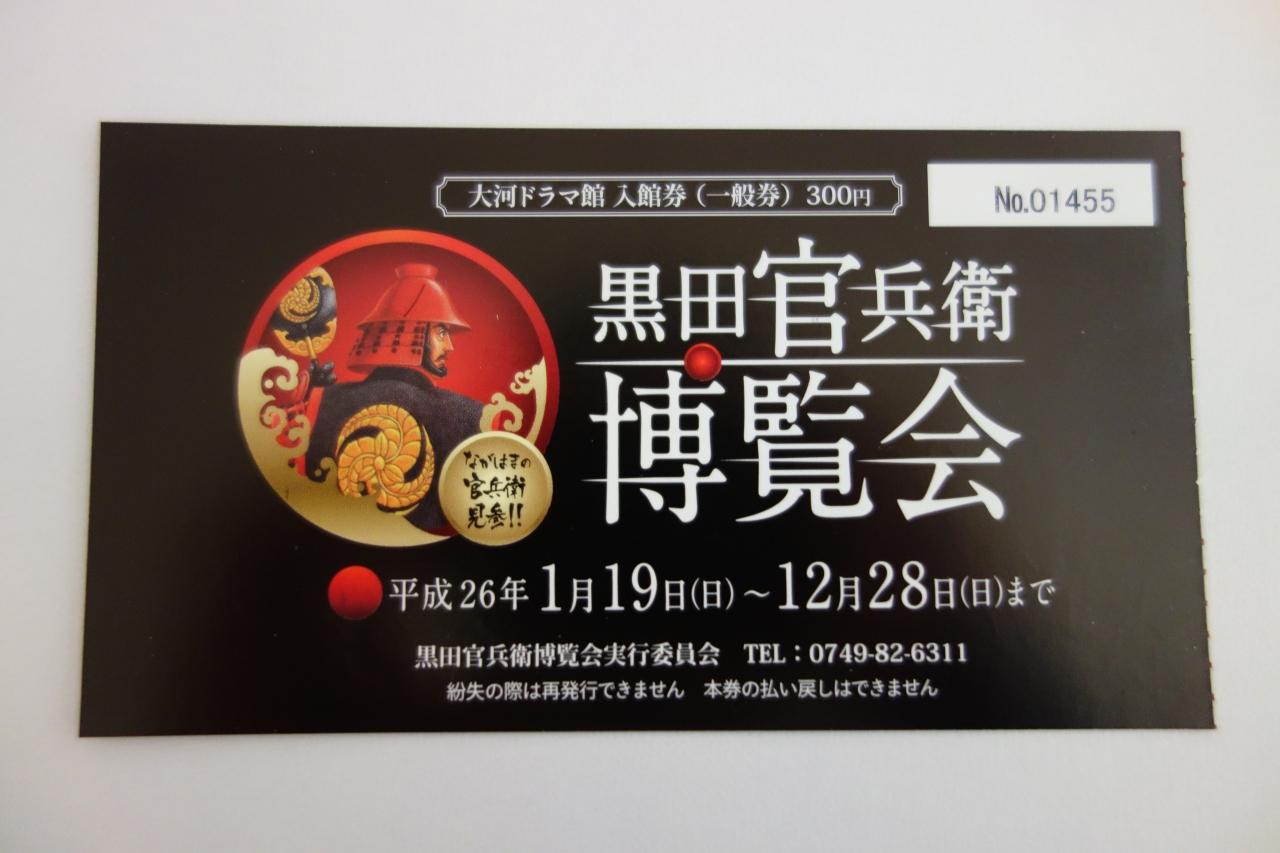 大河ドラマ館 入館券（一般券） 300円
No.01455
黒田官兵衛
博覧会
ながはまの
官兵衛
見参!!
平成26年 1月19日(日)～12月28日(日)まで
黒田官兵衛博覧会実行委員会 TEL：0749-82-6311
紛失の際は再発行できません 本券の払い戻しはできません